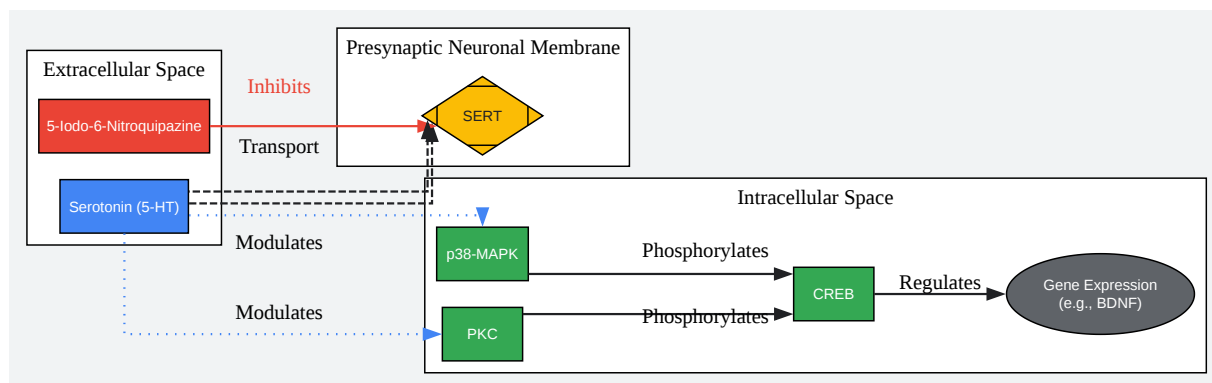 Presynaptic Neuronal Membrane
Extracellular Space
Inhibits
5-Iodo-6-Nitroquipazine
SERT
Transport
Intracellular Space
Serotonin (5-HT)
Modulates
p38-MAPK
Phosphorylates
CREB
Regulates
Gene Expression
(e.g., BDNF)
Modulates
PKC
Phosphorylates